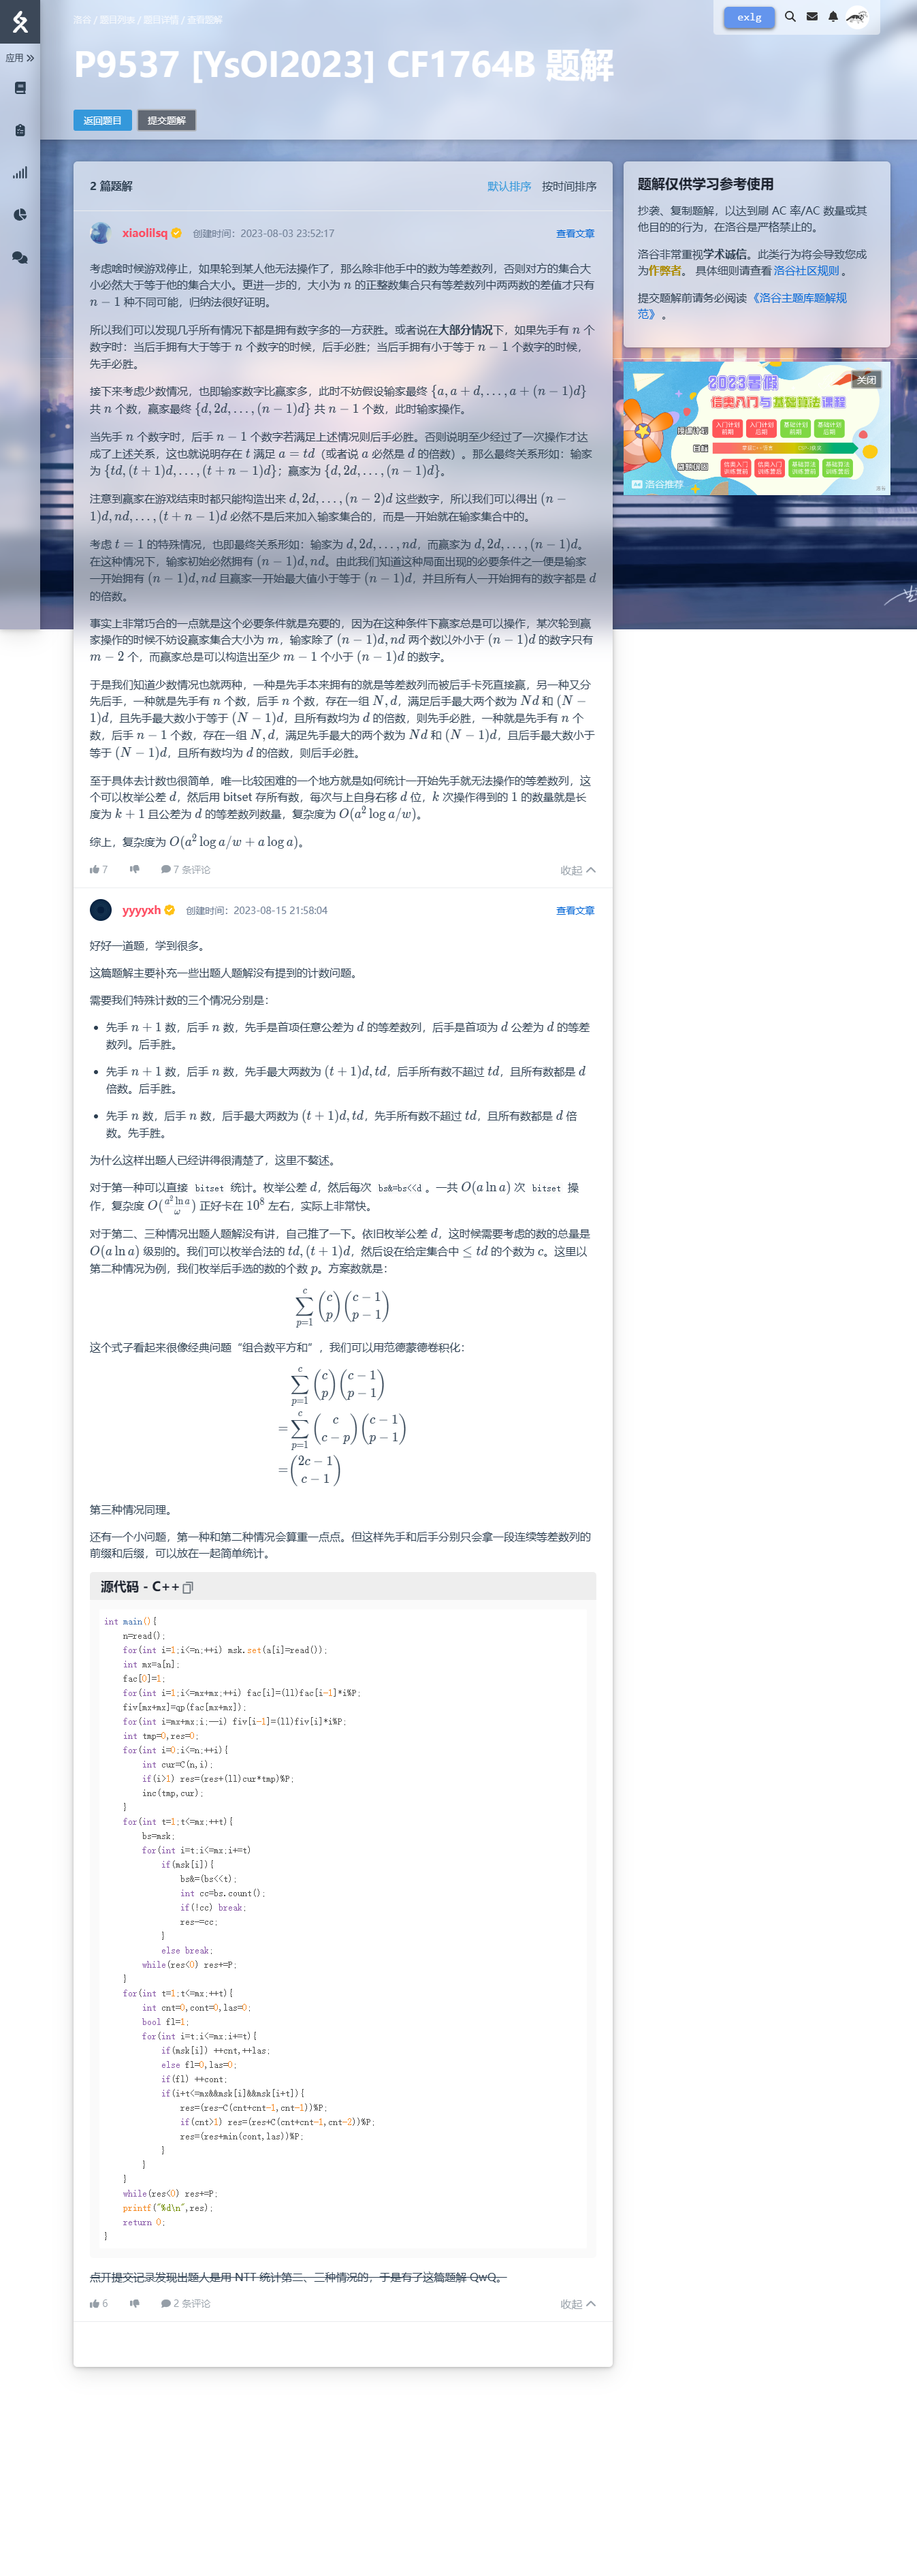 洛谷 / 题目列表 / 题目详情 / 查看题解
exlg
应用
P9537 [YsOI2023] CF1764B 题解
返回题目
提交题解
2 篇题解
默认排序 按时间排序
xiaolilsq 创建时间：2023-08-03 23:52:17
查看文章
考虑啥时候游戏停止，如果轮到某人他无法操作了，那么除非他手中的数为等差数列，否则对方的集合大
小必然大于等于他的集合大小。更进一步的，大小为 n 的正整数集合只有等差数列中两两数的差值才只有
n − 1 种不同可能，归纳法很好证明。
所以我们可以发现几乎所有情况下都是拥有数字多的一方获胜。或者说在大部分情况下，如果先手有 n 个
数字时：当后手拥有大于等于 n 个数字的时候，后手必胜；当后手拥有小于等于 n − 1 个数字的时候，
先手必胜。
接下来考虑少数情况，也即输家数字比赢家多，此时不妨假设输家最终 {a, a + d, . . . , a + (n − 1)d}
共 n 个数，赢家最终 {d, 2d, . . . , (n − 1)d} 共 n − 1 个数，此时输家操作。
当先手 n 个数字时，后手 n − 1 个数字若满足上述情况则后手必胜。否则说明至少经过了一次操作才达
成了上述关系，这也就说明存在 t 满足 a = td（或者说 a 必然是 d 的倍数）。那么最终关系形如：输家
为 {td, (t + 1)d, . . . , (t + n − 1)d}；赢家为 {d, 2d, . . . , (n − 1)d}。
注意到赢家在游戏结束时都只能构造出来 d, 2d, . . . , (n − 2)d 这些数字，所以我们可以得出 (n −
1)d, nd, . . . , (t + n − 1)d 必然不是后来加入输家集合的，而是一开始就在输家集合中的。
考虑 t = 1 的特殊情况，也即最终关系形如：输家为 d, 2d, . . . , nd，而赢家为 d, 2d, . . . , (n − 1)d。
在这种情况下，输家初始必然拥有 (n − 1)d, nd。由此我们知道这种局面出现的必要条件之一便是输家
一开始拥有 (n − 1)d, nd 且赢家一开始最大值小于等于 (n − 1)d，并且所有人一开始拥有的数字都是 d
的倍数。
事实上非常巧合的一点就是这个必要条件就是充要的，因为在这种条件下赢家总是可以操作，某次轮到赢
家操作的时候不妨设赢家集合大小为 m，输家除了 (n − 1)d, nd 两个数以外小于 (n − 1)d 的数字只有
m − 2 个，而赢家总是可以构造出至少 m − 1 个小于 (n − 1)d 的数字。
于是我们知道少数情况也就两种，一种是先手本来拥有的就是等差数列而被后手卡死直接赢，另一种又分
先后手，一种就是先手有 n 个数，后手 n 个数，存在一组 N, d，满足后手最大两个数为 Nd 和 (N −
1)d，且先手最大数小于等于 (N − 1)d，且所有数均为 d 的倍数，则先手必胜，一种就是先手有 n 个
数，后手 n − 1 个数，存在一组 N, d，满足先手最大的两个数为 Nd 和 (N − 1)d，且后手最大数小于
等于 (N − 1)d，且所有数均为 d 的倍数，则后手必胜。
至于具体去计数也很简单，唯一比较困难的一个地方就是如何统计一开始先手就无法操作的等差数列，这
个可以枚举公差 d，然后用 bitset 存所有数，每次与上自身右移 d 位，k 次操作得到的 1 的数量就是长
度为 k + 1 且公差为 d 的等差数列数量，复杂度为 O(a² log a/w)。
综上，复杂度为 O(a² log a/w + a log a)。
7 7 条评论
收起
yyyyxh 创建时间：2023-08-15 21:58:04
查看文章
好好一道题，学到很多。
这篇题解主要补充一些出题人题解没有提到的计数问题。
需要我们特殊计数的三个情况分别是：
• 先手 n + 1 数，后手 n 数，先手是首项任意公差为 d 的等差数列，后手是首项为 d 公差为 d 的等差
数列。后手胜。
• 先手 n + 1 数，后手 n 数，先手最大两数为 (t + 1)d, td，后手所有数不超过 td，且所有数都是 d
倍数。后手胜。
• 先手 n 数，后手 n 数，后手最大两数为 (t + 1)d, td，先手所有数不超过 td，且所有数都是 d 倍
数。先手胜。
为什么这样出题人已经讲得很清楚了，这里不鳌述。
对于第一种可以直接 bitset 统计。枚举公差 d，然后每次 bs&=bs<<d 。一共 O(a ln a) 次 bitset 操
作，复杂度 O(\frac{a² ln a}{ω}) 正好卡在 10⁸ 左右，实际上非常快。
对于第二、三种情况出题人题解没有讲，自己推了一下。依旧枚举公差 d，这时候需要考虑的数的总量是
O(a ln a) 级别的。我们可以枚举合法的 td, (t + 1)d，然后设在给定集合中 ≤ td 的个数为 c。这里以
第二种情况为例，我们枚举后手选的数的个数 p。方案数就是：
\sum_{p=1}^{c} \binom{c}{p} \binom{c − 1}{p − 1}
这个式子看起来很像经典问题“组合数平方和”，我们可以用范德蒙德卷积化：
\sum_{p=1}^{c} \binom{c}{p} \binom{c − 1}{p − 1}
= \sum_{p=1}^{c} \binom{c}{c − p} \binom{c − 1}{p − 1}
= \binom{2c − 1}{c − 1}
第三种情况同理。
还有一个小问题，第一种和第二种情况会算重一点点。但这样先手和后手分别只会拿一段连续等差数列的
前缀和后缀，可以放在一起简单统计。
源代码 - C++
int main(){
    n=read();
    for(int i=1;i<=n;++i) msk.set(a[i]=read());
    int mx=a[n];
    fac[0]=1;
    for(int i=1;i<=mx+mx;++i) fac[i]=(ll)fac[i-1]*i%P;
    fiv[mx+mx]=qp(fac[mx+mx]);
    for(int i=mx+mx;i;--i) fiv[i-1]=(ll)fiv[i]*i%P;
    int tmp=0,res=0;
    for(int i=0;i<=n;++i){
        int cur=C(n,i);
        if(i>1) res=(res+(ll)cur*tmp)%P;
        inc(tmp,cur);
    }
    for(int t=1;t<=mx;++t){
        bs=msk;
        for(int i=t;i<=mx;i+=t)
            if(msk[i]){
                bs&=(bs<<t);
                int cc=bs.count();
                if(!cc) break;
                res-=cc;
            }
            else break;
        while(res<0) res+=P;
    }
    for(int t=1;t<=mx;++t){
        int cnt=0,cont=0,las=0;
        bool fl=1;
        for(int i=t;i<=mx;i+=t){
            if(msk[i]) ++cnt,++las;
            else fl=0,las=0;
            if(fl) ++cont;
            if(i+t<=mx&&msk[i]&&msk[i+t]){
                res=(res-C(cnt+cnt-1,cnt-1))%P;
                if(cnt>1) res=(res+C(cnt+cnt-1,cnt-2))%P;
                res=(res+min(cont,las))%P;
            }
        }
    }
    while(res<0) res+=P;
    printf("%d\n",res);
    return 0;
}
点开提交记录发现出题人是用 NTT 统计第二、三种情况的，于是有了这篇题解 QwQ。
6 2 条评论
收起
题解仅供学习参考使用
抄袭、复制题解，以达到刷 AC 率/AC 数量或其
他目的的行为，在洛谷是严格禁止的。
洛谷非常重视学术诚信。此类行为将会导致您成
为作弊者。具体细则请查看 洛谷社区规则 。
提交题解前请务必阅读 《洛谷主题库题解规
范》 。
关闭
2023暑假
信奥入门与基础算法课程
入门计划
前期
入门计划
后期
基础计划
前期
基础计划
后期
目标
信奥入门
训练营前
信奥入门
训练营后
基础算法
训练营前
基础算法
训练营后
Ad 洛谷推荐